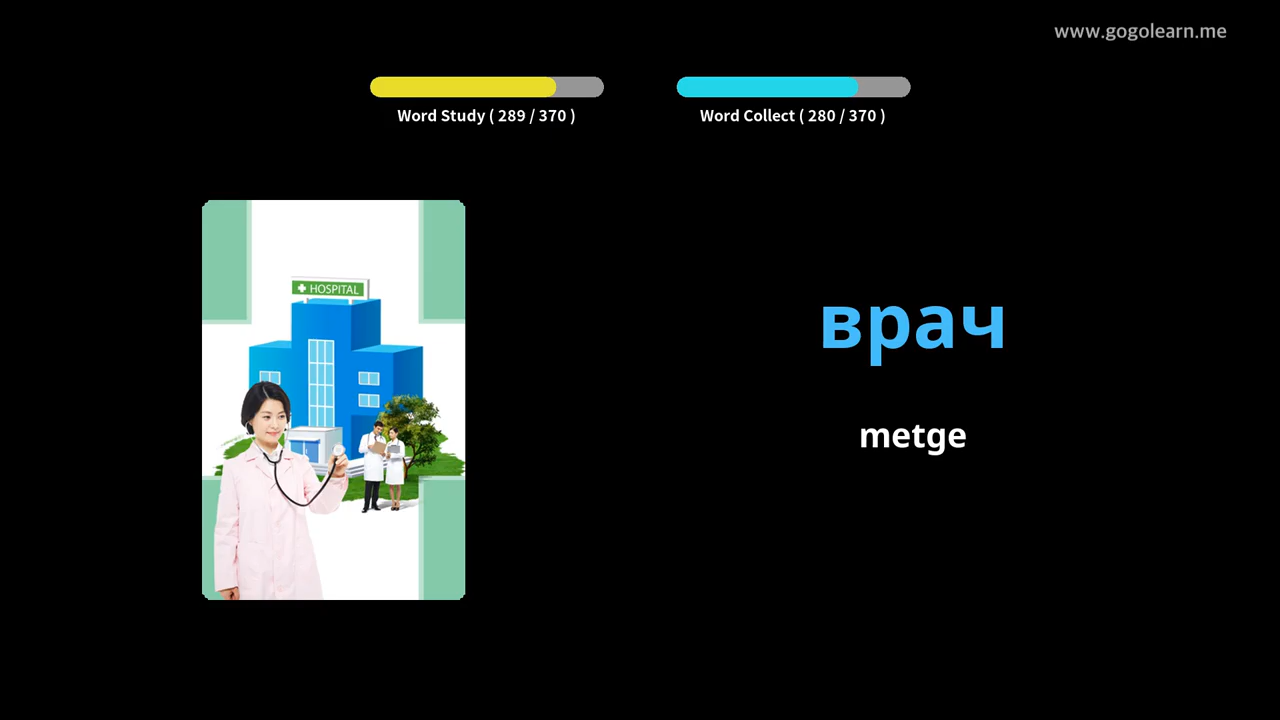 www.gogolearn.me
Word Study ( 289 / 370 )
Word Collect ( 280 / 370 )
HOSPITAL
врач
metge